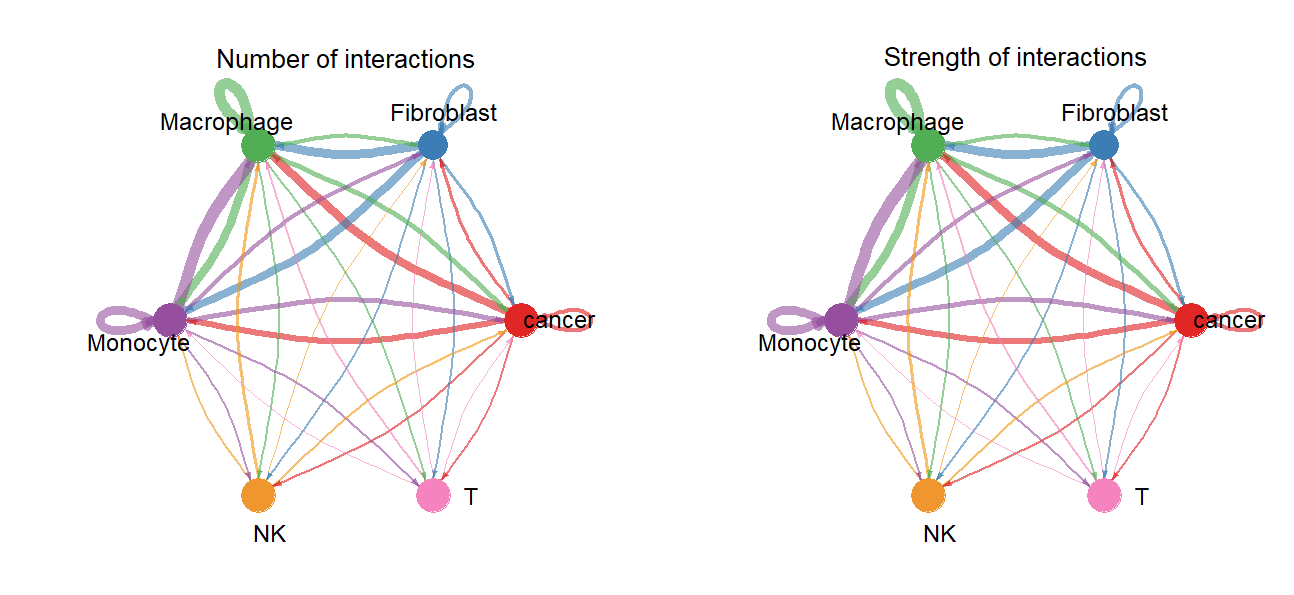 Number of interactions
Macrophage
Fibroblast
cancer
Monocyte
T
NK
Strength of interactions
Macrophage
Fibroblast
cancer
Monocyte
T
NK